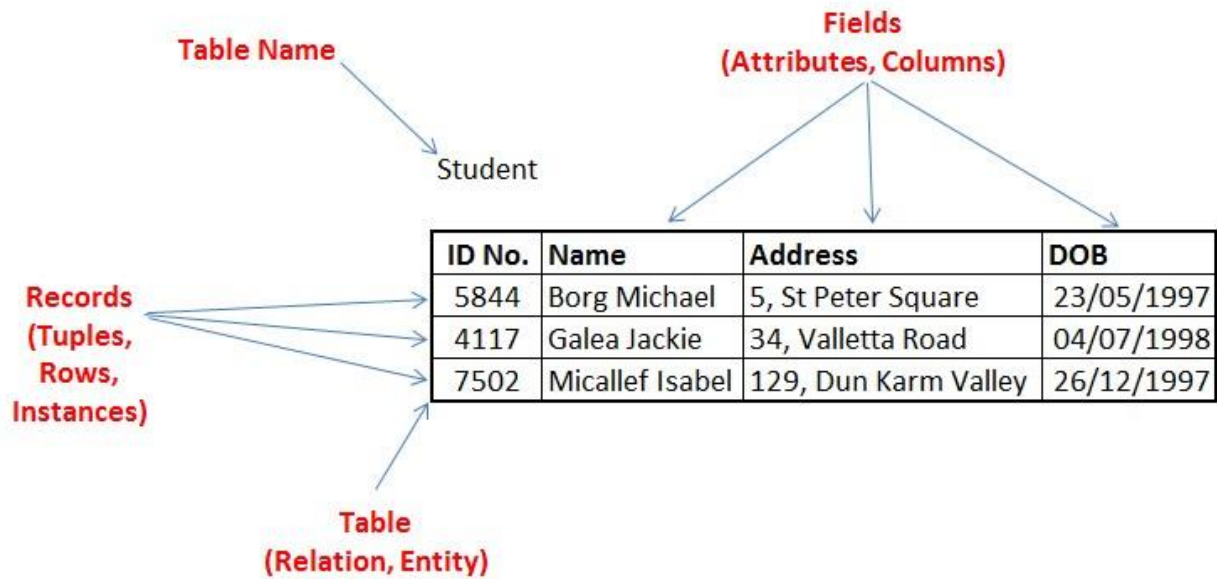 Table Name
Fields
(Attributes, Columns)
Student
ID No. Name Address DOB
5844 Borg Michael 5, St Peter Square 23/05/1997
4117 Galea Jackie 34, Valletta Road 04/07/1998
7502 Micallef Isabel 129, Dun Karm Valley 26/12/1997
Records
(Tuples,
Rows,
Instances)
Table
(Relation, Entity)